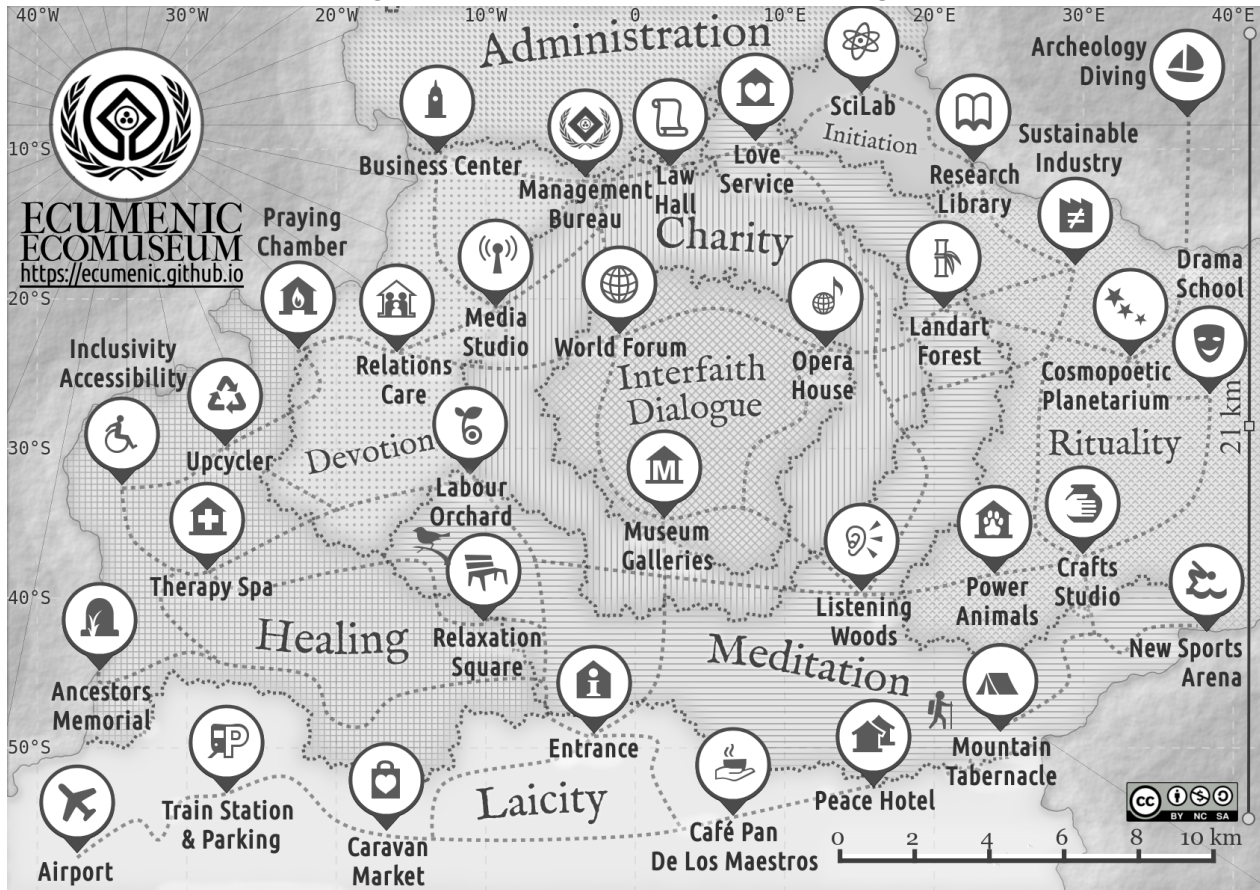 40°W
30°W
20°W
10°W
0
10°E
20°E
30°E
40°E
Administration
Archeology
Diving
SciLab
Initiation
Sustainable
Industry
10°S
Business Center
Management
Bureau
Law
Hall
Love
Service
Research
Library
ECUMENIC
ECOMUSEUM
https://ecumenic.github.io
Praying
Chamber
Charity
Drama
School
20°S
Media
Studio
World Forum
Opera
House
Landart
Forest
Inclusivity
Accessibility
Relations
Care
Interfaith
Dialogue
Cosmopoetic
Planetarium
21 km
30°S
Upcycler
Devotion
Rituality
Labour
Orchard
M
Museum
Galleries
Therapy Spa
40°S
Listening
Woods
Power
Animals
Crafts
Studio
Healing
Relaxation
Square
Meditation
New Sports
Arena
Ancestors
Memorial
50°S
Entrance
Mountain
Tabernacle
P
Train Station
& Parking
Laicity
Peace Hotel
Airport
Caravan
Market
Café Pan
De Los Maestros
cc
BY NC SA
0 2 4 6 8 10 km